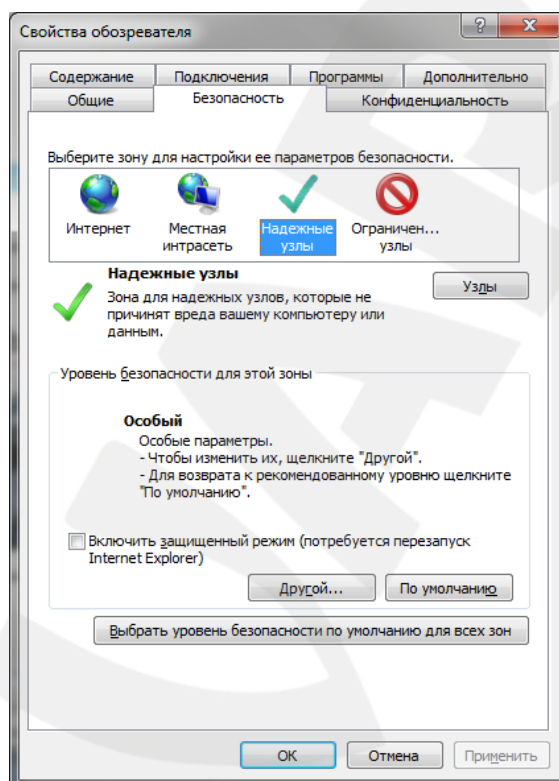 Свойства обозревателя
Содержание Подключения Программы Дополнительно
Общие Безопасность Конфиденциальность
Выберите зону для настройки ее параметров безопасности.
Интернет Местная интрасеть Надежные узлы Ограничен... узлы
Надежные узлы
Узлы
Зона для надежных узлов, которые не
причинят вреда вашему компьютеру или
данным.
Уровень безопасности для этой зоны
Особый
Особые параметры.
- Чтобы изменить их, щелкните "Другой".
- Для возврата к рекомендованному уровню щелкните
"По умолчанию".
Включить защищенный режим (потребуется перезапуск
Internet Explorer)
Другой... По умолчанию
Выбрать уровень безопасности по умолчанию для всех зон
ОК Отмена Применить